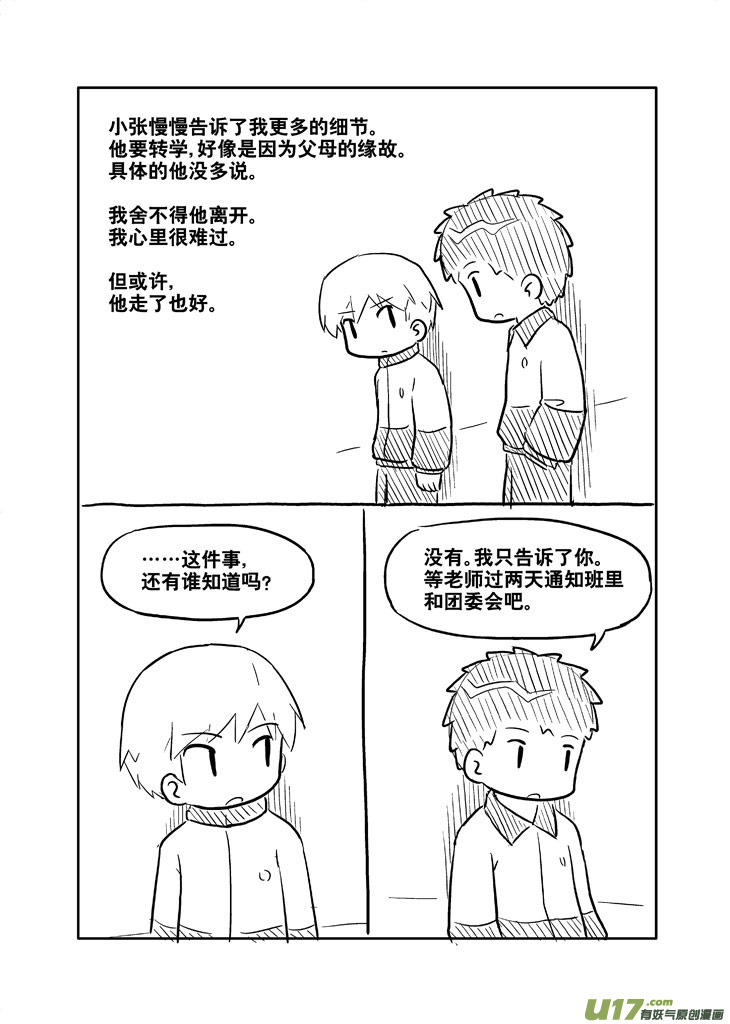 小张慢慢告诉了我更多的细节。
他要转学,好像是因为父母的缘故。
具体的他没多说。
我舍不得他离开。
我心里很难过。
但或许,
他走了也好。
……这件事,
还有谁知道吗?
没有。我只告诉了你。
等老师过两天通知班里
和团委会吧。
U17.com
有妖气原创漫画